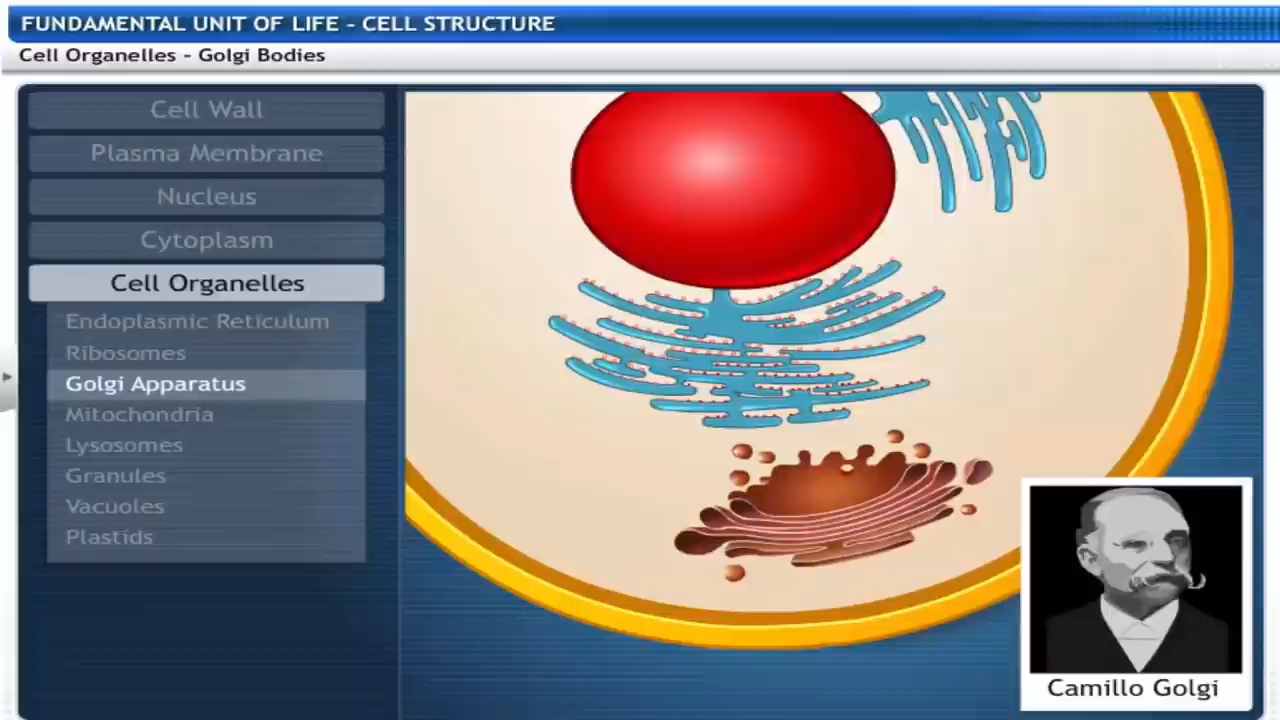 FUNDAMENTAL UNIT OF LIFE - CELL STRUCTURE
Cell Organelles - Golgi Bodies
Cell Wall
Plasma Membrane
Nucleus
Cytoplasm
Cell Organelles
Endoplasmic Reticulum
Ribosomes
Golgi Apparatus
Mitochondria
Lysosomes
Granules
Vacuoles
Plastids
Camillo Golgi